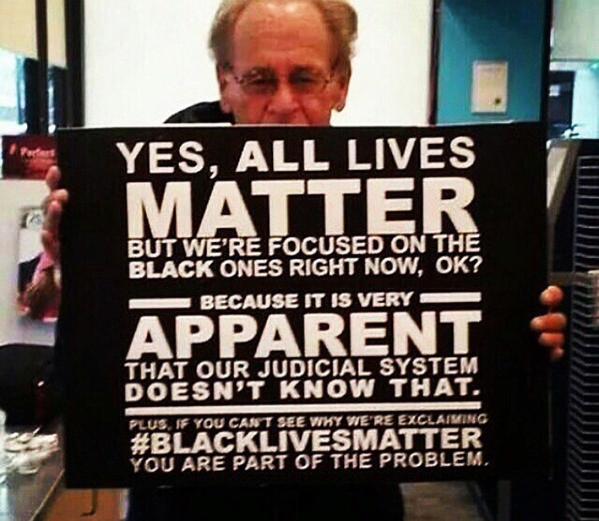 YES, ALL LIVES
MATTER
BUT WE'RE FOCUSED ON THE
BLACK ONES RIGHT NOW, OK?
BECAUSE IT IS VERY
APPARENT
THAT OUR JUDICIAL SYSTEM
DOESN'T KNOW THAT.
PLUS, IF YOU CAN'T SEE WHY WE'RE EXCLAIMING
#BLACKLIVESMATTER
YOU ARE PART OF THE PROBLEM.